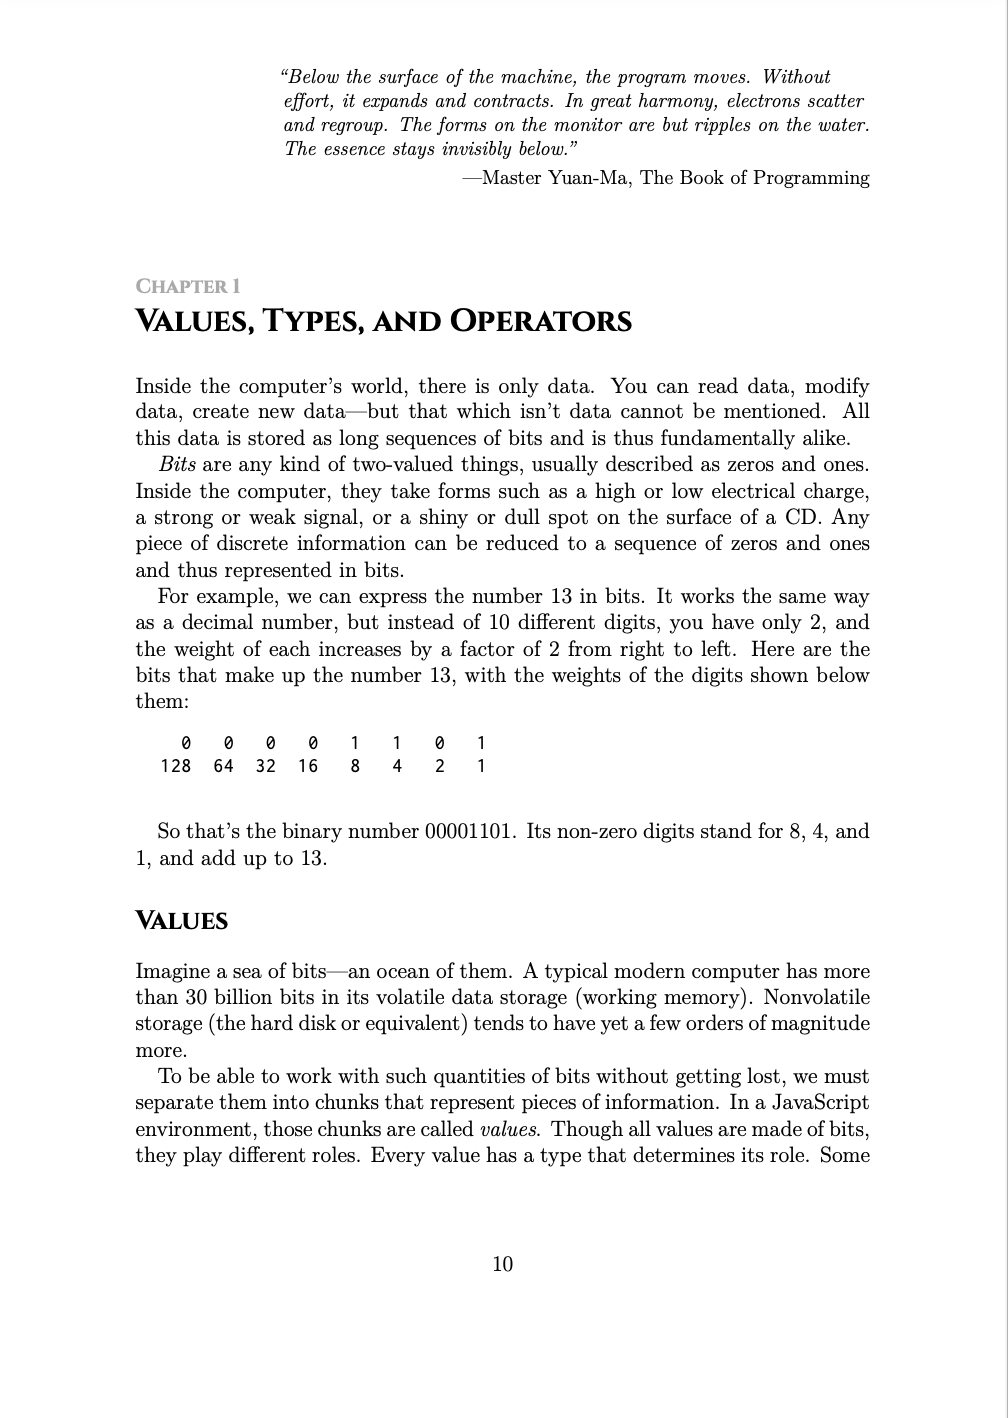 “Below the surface of the machine, the program moves. Without
effort, it expands and contracts. In great harmony, electrons scatter
and regroup. The forms on the monitor are but ripples on the water.
The essence stays invisibly below.”
—Master Yuan-Ma, The Book of Programming
Chapter 1
Values, Types, and Operators
Inside the computer’s world, there is only data. You can read data, modify
data, create new data—but that which isn’t data cannot be mentioned. All
this data is stored as long sequences of bits and is thus fundamentally alike.
Bits are any kind of two-valued things, usually described as zeros and ones.
Inside the computer, they take forms such as a high or low electrical charge,
a strong or weak signal, or a shiny or dull spot on the surface of a CD. Any
piece of discrete information can be reduced to a sequence of zeros and ones
and thus represented in bits.
For example, we can express the number 13 in bits. It works the same way
as a decimal number, but instead of 10 different digits, you have only 2, and
the weight of each increases by a factor of 2 from right to left. Here are the
bits that make up the number 13, with the weights of the digits shown below
them:
0 0 0 0 1 1 0 1
128 64 32 16 8 4 2 1
So that’s the binary number 00001101. Its non-zero digits stand for 8, 4, and
1, and add up to 13.
Values
Imagine a sea of bits—an ocean of them. A typical modern computer has more
than 30 billion bits in its volatile data storage (working memory). Nonvolatile
storage (the hard disk or equivalent) tends to have yet a few orders of magnitude
more.
To be able to work with such quantities of bits without getting lost, we must
separate them into chunks that represent pieces of information. In a JavaScript
environment, those chunks are called values. Though all values are made of bits,
they play different roles. Every value has a type that determines its role. Some
10